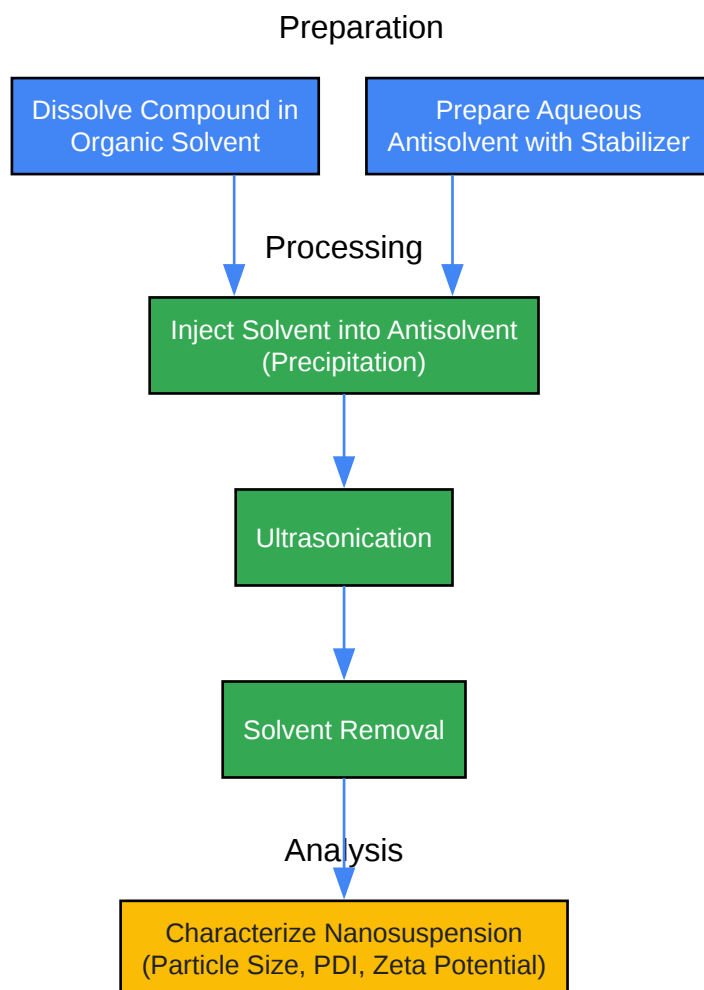 Preparation
Dissolve Compound in
Organic Solvent
Prepare Aqueous
Antisolvent with Stabilizer
Processing
Inject Solvent into Antisolvent
(Precipitation)
Ultrasonication
Solvent Removal
Analysis
Characterize Nanosuspension
(Particle Size, PDI, Zeta Potential)